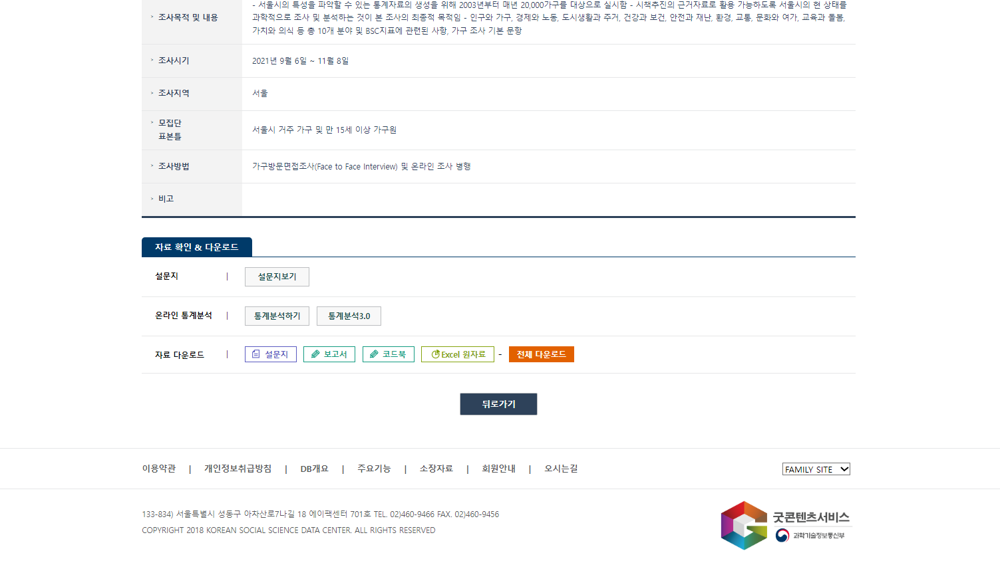 - 서울시의 특성을 파악할 수 있는 통계자료의 생성을 위해 2003년부터 매년 20,000가구를 대상으로 실시함 - 시책추진의 근거자료로 활용 가능하도록 서울시의 현 상태를
조사목적 및 내용
과학적으로 조사 및 분석하는 것이 본 조사의 최종적 목적임 - 인구와 가구, 경제와 노동, 도시생활과 주거, 건강과 보건, 안전과 재난, 환경, 교통, 문화와 여가, 교육과 돌봄,
가치와 의식 등 총 10개 분야 및 BSC지표에 관련된 사항, 가구 조사 기본 문항
조사시기
2021년 9월 6일 ~ 11월 8일
조사지역
서울
모집단
표본틀
서울시 거주 가구 및 만 15세 이상 가구원
조사방법
가구방문면접조사(Face to Face Interview) 및 온라인 조사 병행
비고
자료 확인 & 다운로드
설문지 | 설문지보기
온라인 통계분석 | 통계분석하기 통계분석3.0
자료 다운로드 | 설문지 보고서 코드북 Excel 원자료 - 전체 다운로드
뒤로가기
이용약관 | 개인정보취급방침 | DB개요 | 주요기능 | 소장자료 | 회원안내 | 오시는길
FAMILY SITE
133-834) 서울특별시 성동구 아차산로7나길 18 에이팩센터 701호 TEL. 02)460-9466 FAX. 02)460-9456
COPYRIGHT 2018 KOREAN SOCIAL SCIENCE DATA CENTER. ALL RIGHTS RESERVED
굿콘텐츠서비스
과학기술정보통신부